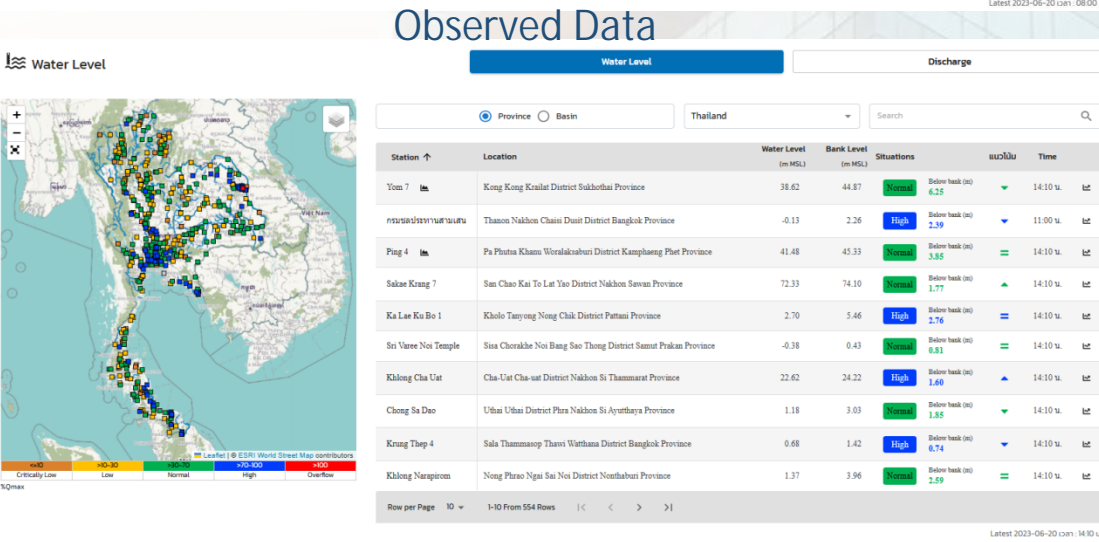 Latest 2023-06-20 เวลา : 08:00
Observed Data
Water Level
Water Level
Discharge
Province
Basin
Thailand
Search
Station ↑
Location
Water Level (m MSL)
Bank Level (m MSL)
Situations
แนวโน้ม
Time
Yom 7 Kong Kong Krailat District Sukhothai Province 38.62 44.87 Normal Below bank (m) 6.25 14:10 น.
กรมชลประทานสามเสน Thanon Nakhon Chaisi Dusit District Bangkok Province -0.13 2.26 High Below bank (m) 2.39 11:00 น.
Ping 4 Pa Phutsa Khanu Woralaksaburi District Kamphaeng Phet Province 41.48 45.33 Normal Below bank (m) 3.85 = 14:10 น.
Sakae Krang 7 San Chao Kai To Lat Yao District Nakhon Sawan Province 72.33 74.10 Normal Below bank (m) 1.77 14:10 น.
Ka Lae Ku Bo 1 Kholo Tanyong Nong Chik District Pattani Province 2.70 5.46 High Below bank (m) 2.76 = 14:10 น.
Sri Varee Noi Temple Sisa Chorakhe Noi Bang Sao Thong District Samut Prakan Province -0.38 0.43 Normal Below bank (m) 0.81 = 14:10 น.
Khlong Cha Uat Cha-Uat Cha-uat District Nakhon Si Thammarat Province 22.62 24.22 High Below bank (m) 1.60 14:10 น.
Chong Sa Dao Uthai Uthai District Phra Nakhon Si Ayutthaya Province 1.18 3.03 Normal Below bank (m) 1.85 14:10 น.
Krung Thep 4 Sala Thammasop Thawi Watthana District Bangkok Province 0.68 1.42 High Below bank (m) 0.74 14:10 น.
Khlong Narapirom Nong Phrao Ngai Sai Noi District Nonthaburi Province 1.37 3.96 Normal Below bank (m) 2.59 = 14:10 น.
Row per Page 10 1-10 From 554 Rows |< < > >|
+
−
Việt Nam
Leaflet | © ESRI World Street Map contributors
<=10 >10-30 >30-70 >70-100 >100
Critically Low Low Normal High Overflow
%Qmax
Latest 2023-06-20 เวลา : 14:10 น